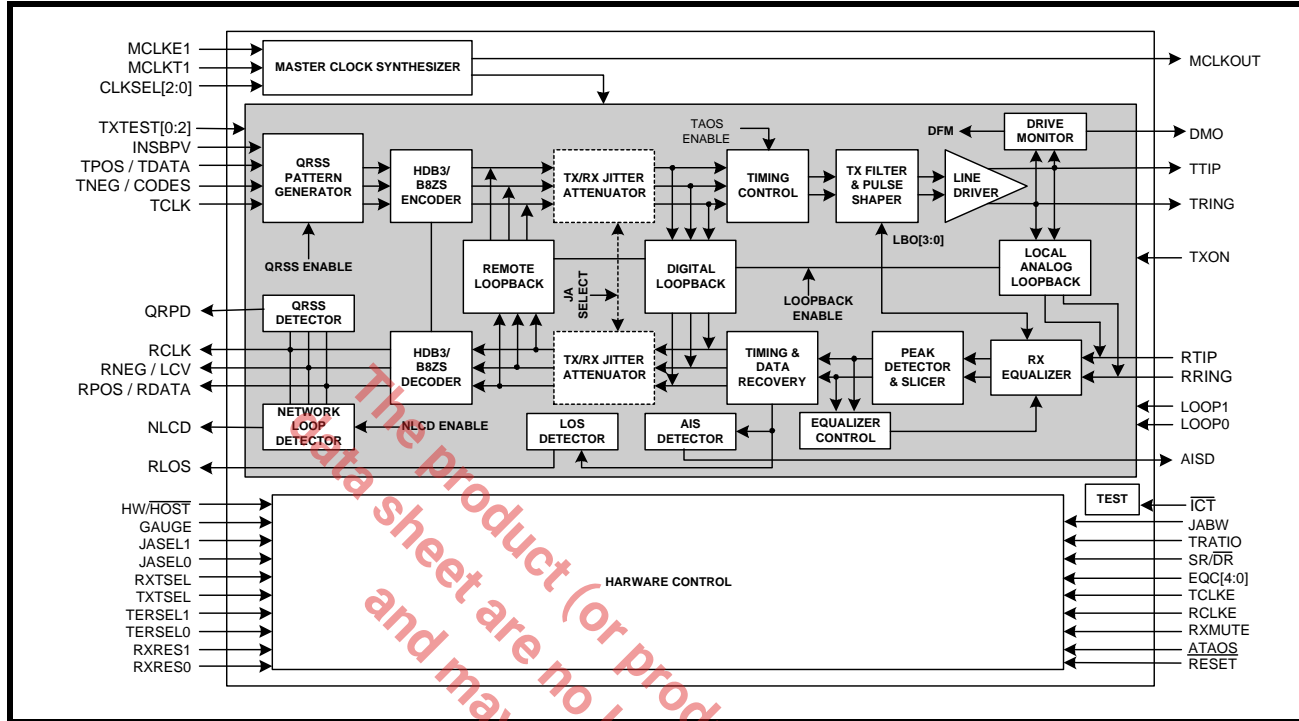 MCLKE1
MCLKT1
CLKSEL[2:0]
MASTER CLOCK SYNTHESIZER
MCLKOUT
TXTEST[0:2]
INSBPV
TPOS / TDATA
TNEG / CODES
TCLK
QRSS
PATTERN
GENERATOR
HDB3/
B8ZS
ENCODER
TX/RX JITTER
ATTENUATOR
TAOS
ENABLE
TIMING
CONTROL
TX FILTER
& PULSE
SHAPER
LINE
DRIVER
DFM
DRIVE
MONITOR
DMO
TTIP
TRING
QRSS ENABLE
REMOTE
LOOPBACK
JA
SELECT
DIGITAL
LOOPBACK
LOOPBACK
ENABLE
LBO[3:0]
LOCAL
ANALOG
LOOPBACK
TXON
QRPD
RCLK
RNEG / LCV
RPOS / RDATA
NLCD
RLOS
QRSS
DETECTOR
NETWORK
LOOP
DETECTOR
NLCD ENABLE
HDB3/
B8ZS
DECODER
TX/RX JITTER
ATTENUATOR
TIMING &
DATA
RECOVERY
PEAK
DETECTOR
& SLICER
RX
EQUALIZER
LOS
DETECTOR
AIS
DETECTOR
EQUALIZER
CONTROL
RTIP
RRING
LOOP1
LOOP0
AISD
HW/HOST
GAUGE
JASEL1
JASEL0
RXTSEL
TXTSEL
TERSEL1
TERSEL0
RXRES1
RXRES0
HARWARE CONTROL
TEST
ICT
JABW
TRATIO
SR/DR
EQC[4:0]
TCLKE
RCLKE
RXMUTE
ATAOS
RESET
The product (or prod
data sheet are no l
and may